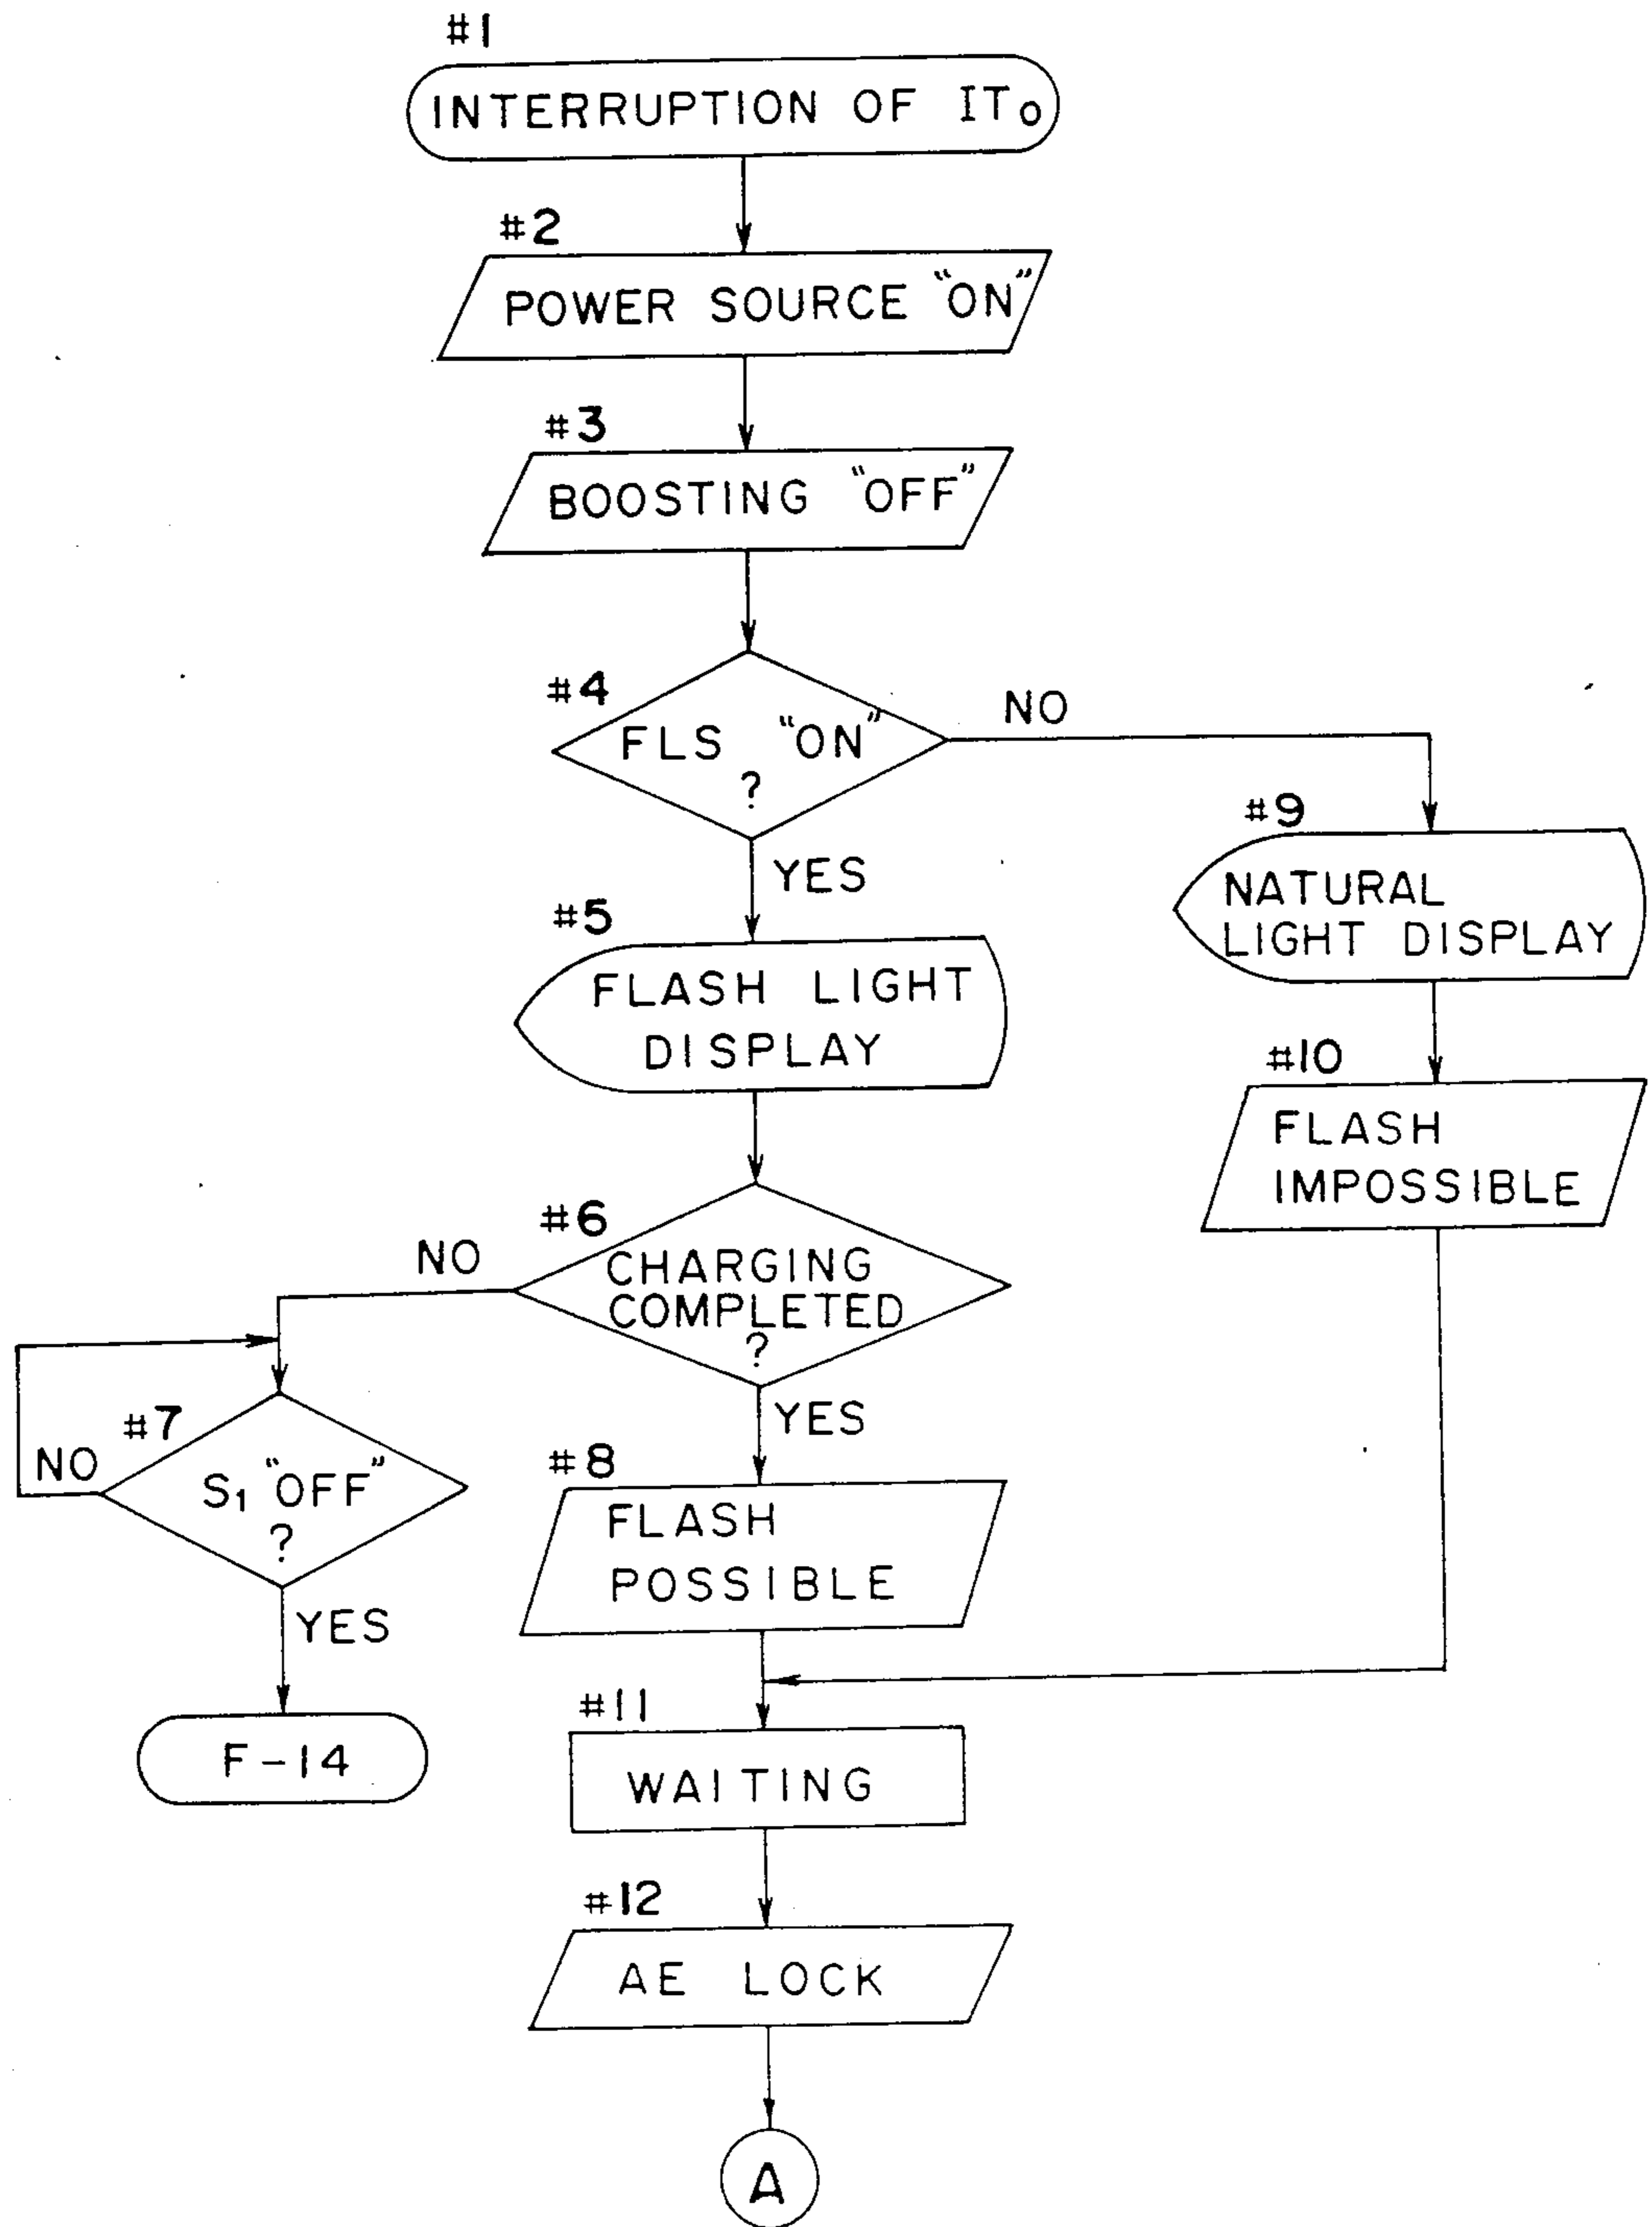 #1
INTERRUPTION OF IT₀
#2
POWER SOURCE "ON"
#3
BOOSTING "OFF"
#4
FLS "ON"
?
NO
YES
#9
NATURAL
LIGHT DISPLAY
#5
FLASH LIGHT
DISPLAY
#10
FLASH
IMPOSSIBLE
#6
NO
CHARGING
COMPLETED
?
YES
#7
NO
S₁ "OFF"
?
YES
F-14
#8
FLASH
POSSIBLE
#11
WAITING
#12
AE LOCK
A